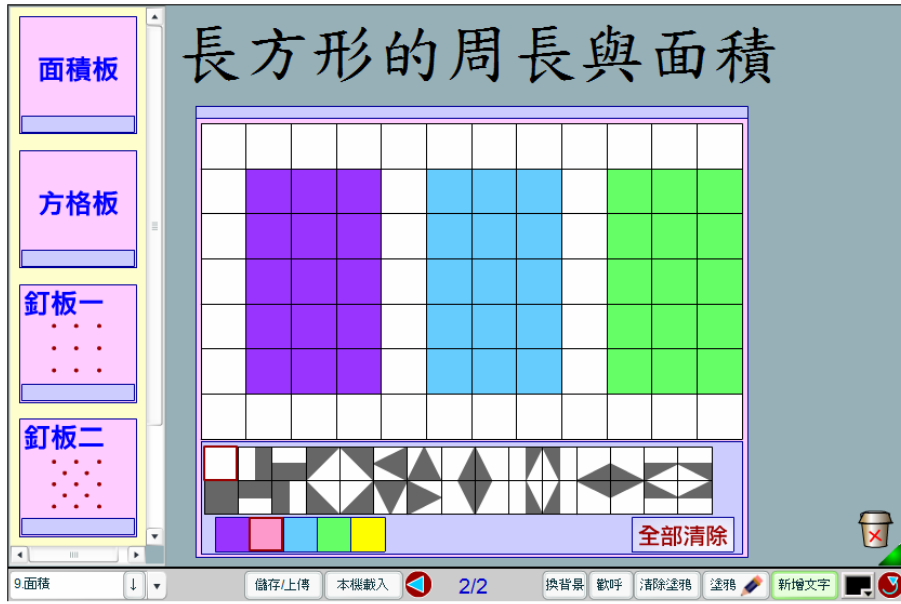 長方形的周長與面積
面積板
方格板
釘板一
釘板二
全部清除
9.面積
儲存/上傳
本機載入
2/2
換背景
歡呼
清除塗鴉
塗鴉
新增文字